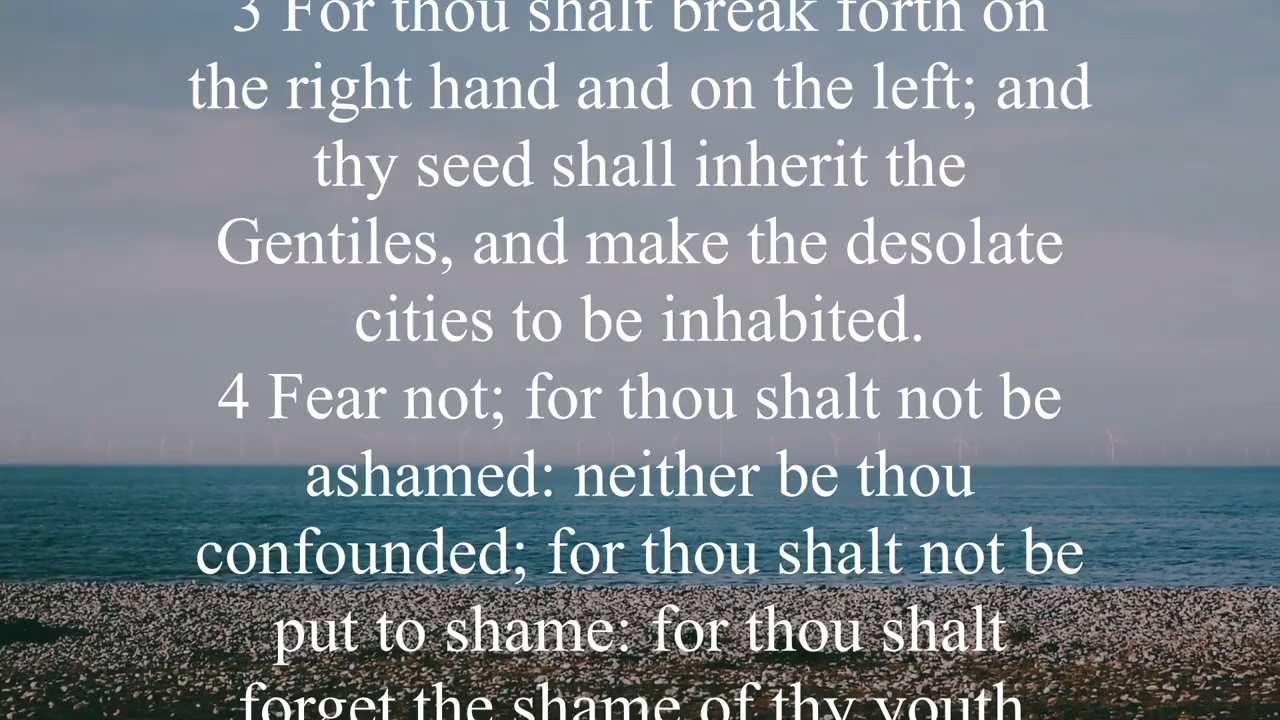 3 For thou shalt break forth on
the right hand and on the left; and
thy seed shall inherit the
Gentiles, and make the desolate
cities to be inhabited.
4 Fear not; for thou shalt not be
ashamed: neither be thou
confounded; for thou shalt not be
put to shame: for thou shalt
forget the shame of thy youth